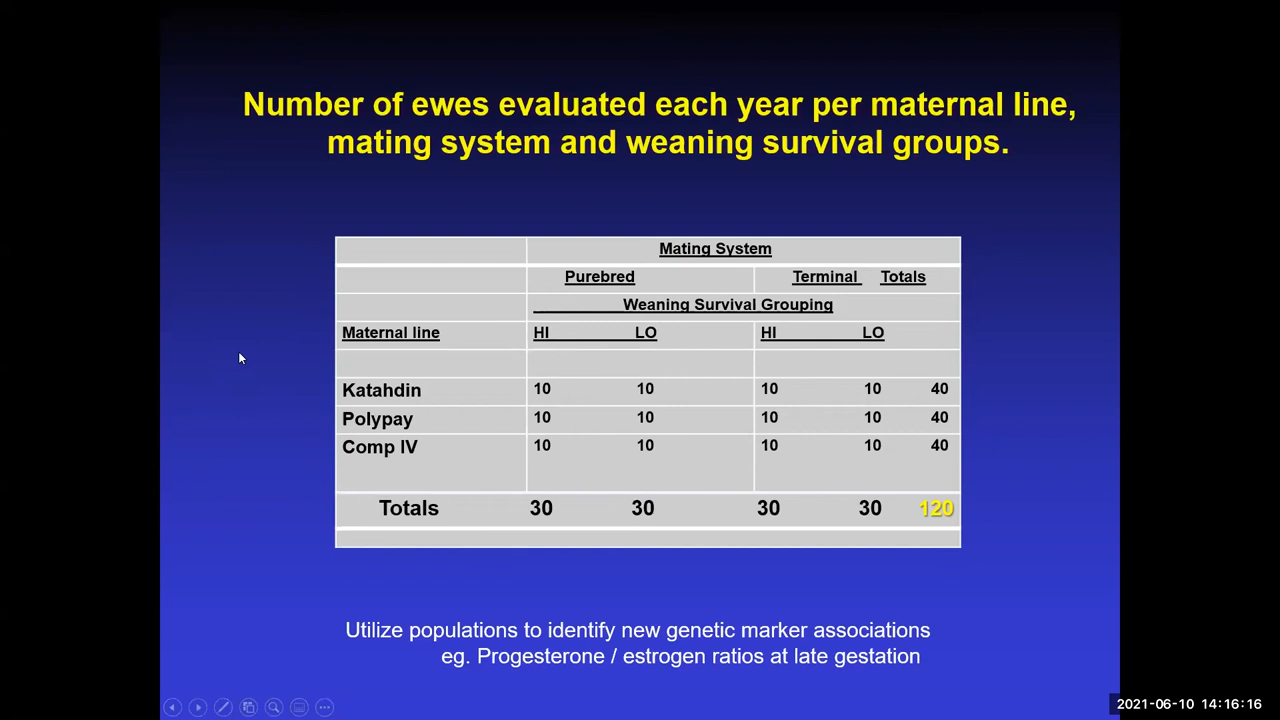 Number of ewes evaluated each year per maternal line,
mating system and weaning survival groups.
Mating System
Purebred Terminal Totals
Weaning Survival Grouping
Maternal line HI LO HI LO
Katahdin 10 10 10 10 40
Polypay 10 10 10 10 40
Comp IV 10 10 10 10 40
Totals 30 30 30 30 120
Utilize populations to identify new genetic marker associations
eg. Progesterone / estrogen ratios at late gestation
2021-06-10 14:16:16